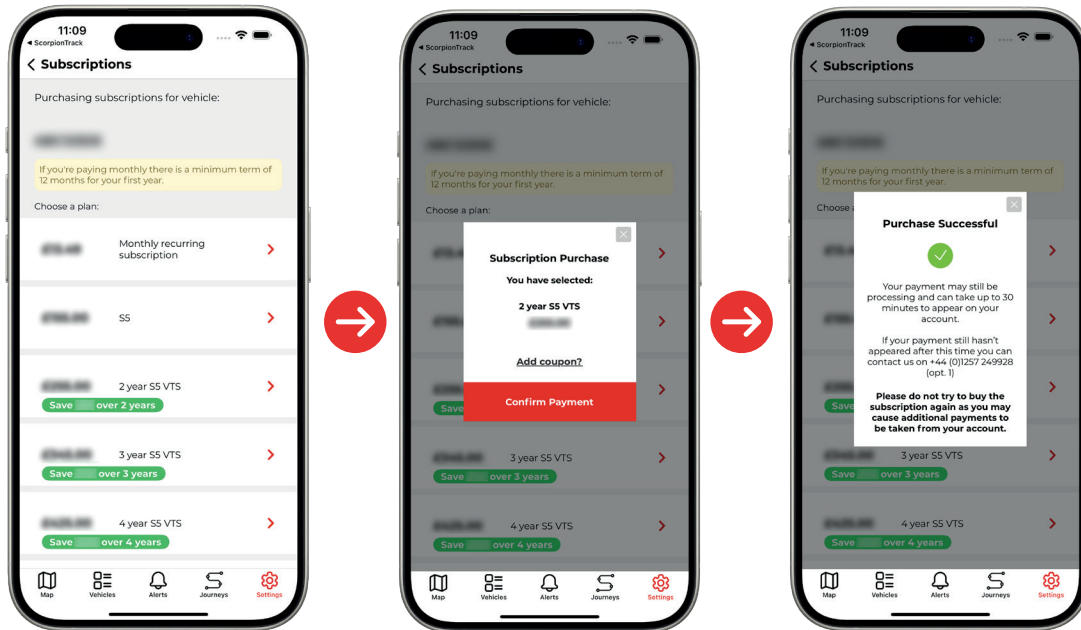 11:09
ScorpionTrack
Subscriptions
Purchasing subscriptions for vehicle:
If you're paying monthly there is a minimum term of
12 months for your first year.
Choose a plan:
Monthly recurring
subscription
S5
2 year S5 VTS
Save over 2 years
3 year S5 VTS
Save over 3 years
4 year S5 VTS
Save over 4 years
Map
Vehicles
Alerts
Journeys
Settings
11:09
ScorpionTrack
Subscriptions
Purchasing subscriptions for vehicle:
If you're paying monthly there is a minimum term of
12 months for your first year.
Choose a plan:
Subscription Purchase
You have selected:
2 year S5 VTS
Add coupon?
Confirm Payment
Save
3 year S5 VTS
Save over 3 years
4 year S5 VTS
Save over 4 years
Map
Vehicles
Alerts
Journeys
Settings
11:09
ScorpionTrack
Subscriptions
Purchasing subscriptions for vehicle:
If you're paying monthly there is a minimum term of
12 months for your first year.
Choose
Purchase Successful
Your payment may still be
processing and can take up to 30
minutes to appear on your
account.
If your payment still hasn't
appeared after this time you can
contact us on +44 (0)1257 249928
(opt. 1)
Please do not try to buy the
subscription again as you may
cause additional payments to
be taken from your account.
Save
3 year S5 VTS
Save over 3 years
4 year S5 VTS
Save over 4 years
Map
Vehicles
Alerts
Journeys
Settings